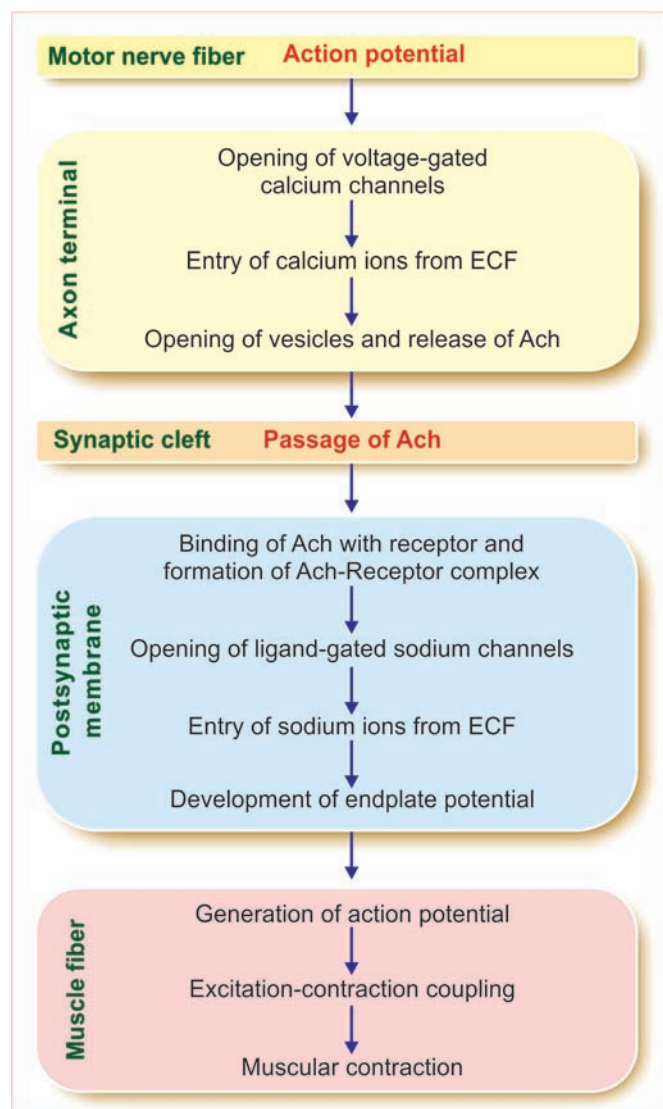 Motor nerve fiber Action potential
Axon terminal
Opening of voltage-gated
calcium channels
Entry of calcium ions from ECF
Opening of vesicles and release of Ach
Synaptic cleft Passage of Ach
Postsynaptic
membrane
Binding of Ach with receptor and
formation of Ach-Receptor complex
Opening of ligand-gated sodium channels
Entry of sodium ions from ECF
Development of endplate potential
Muscle fiber
Generation of action potential
Excitation-contraction coupling
Muscular contraction